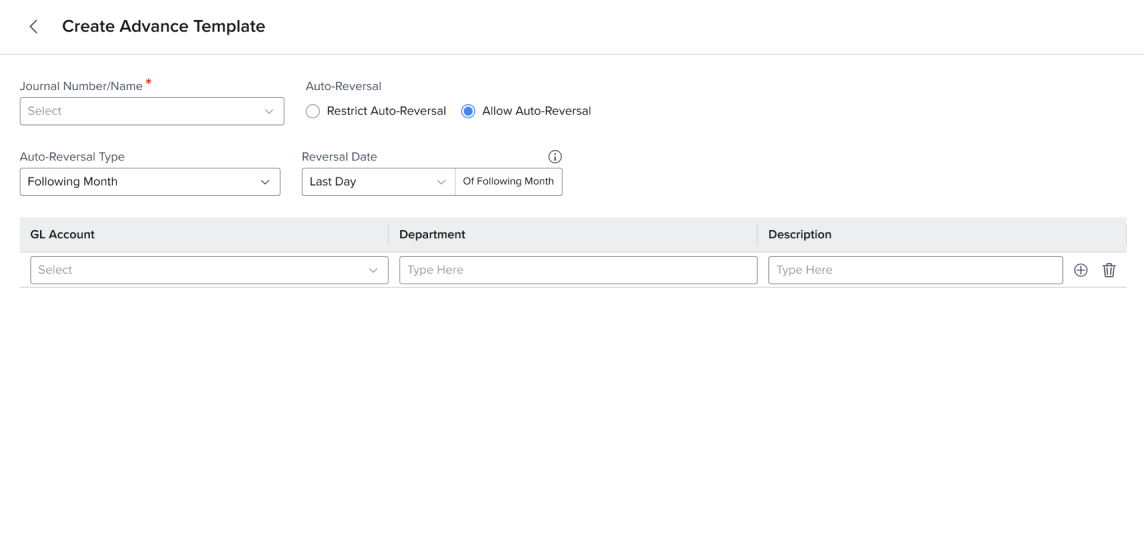 Create Advance Template
Journal Number/Name *
Auto-Reversal
Select
Restrict Auto-Reversal
Allow Auto-Reversal
Auto-Reversal Type
Reversal Date
Following Month
Last Day
Of Following Month
GL Account
Department
Description
Select
Type Here
Type Here